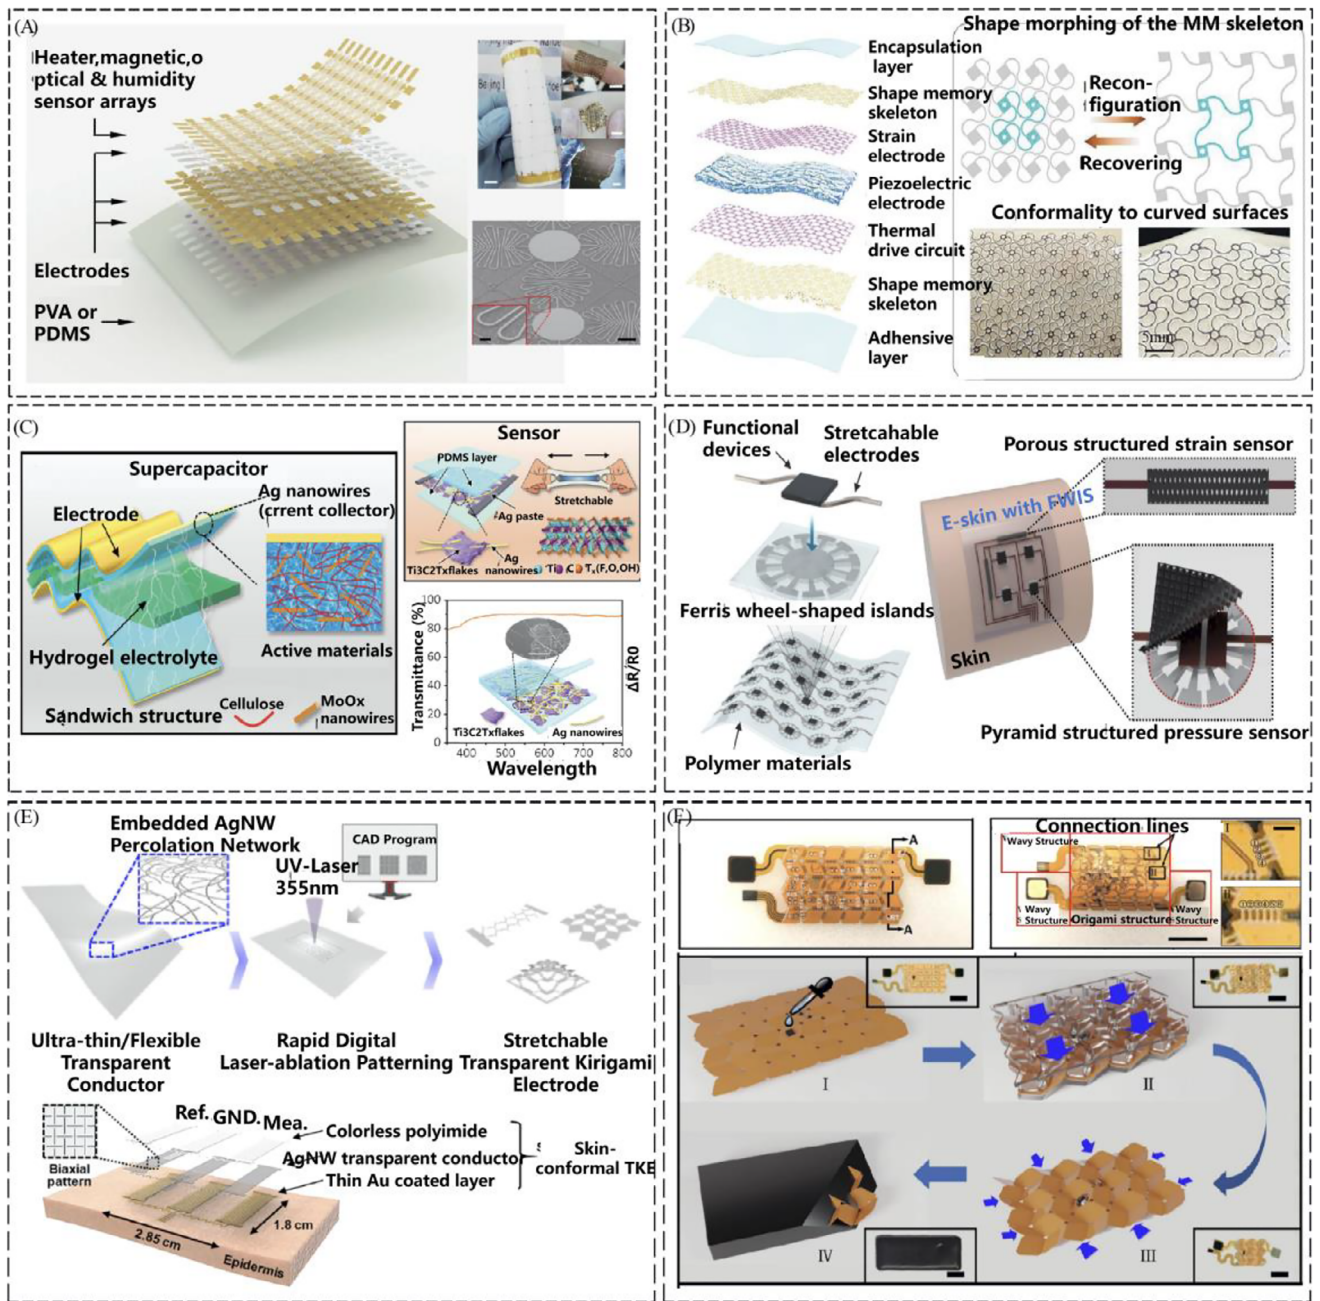 (A)
Heater,magnetic,o
ptical & humidity
sensor arrays
Electrodes
PVA or
PDMS
(B)
Encapsulation
layer
Shape memory
skeleton
Strain
electrode
Piezoelectric
electrode
Thermal
drive circuit
Shape memory
skeleton
Adhensive
layer
Shape morphing of the MM skeleton
Recon-
figuration
Recovering
Conformality to curved surfaces
5mm
(C)
Supercapacitor
Electrode
Ag nanowires
(crrent collector)
Hydrogel electrolyte
Active materials
Sandwich structure
Cellulose
MoOx
nanowires
Sensor
PDMS layer
Stretchable
Ag paste
Ti3C2Txflakes
Ag
nanowires
Ti C Tx(F,O,OH)
Transmittance (%)
100
80
60
40
20
0
400 500 600 700 800
Wavelength
ΔR/R0
Ti3C2Txflakes
Ag nanowires
(D)
Functional
devices
Stretcahable
electrodes
Ferris wheel-shaped islands
Polymer materials
Porous structured strain sensor
E-skin with FWIS
Skin
Pyramid structured pressure sensor
(E)
Embedded AgNW
Percolation Network
UV-Laser
355nm
CAD Program
Ultra-thin/Flexible
Transparent
Conductor
Rapid Digital
Laser-ablation Patterning
Stretchable
Transparent Kirigami
Electrode
Ref. GND. Mea.
Colorless polyimide
AgNW transparent conductor
Thin Au coated layer
Skin-
conformal TKE
Biaxial
pattern
1.8 cm
2.85 cm
Epidermis
(F)
A
A
Connection lines
Wavy Structure
Wavy
Structure
Origami structure
Wavy
Structure
I
II
I
II
IV
III